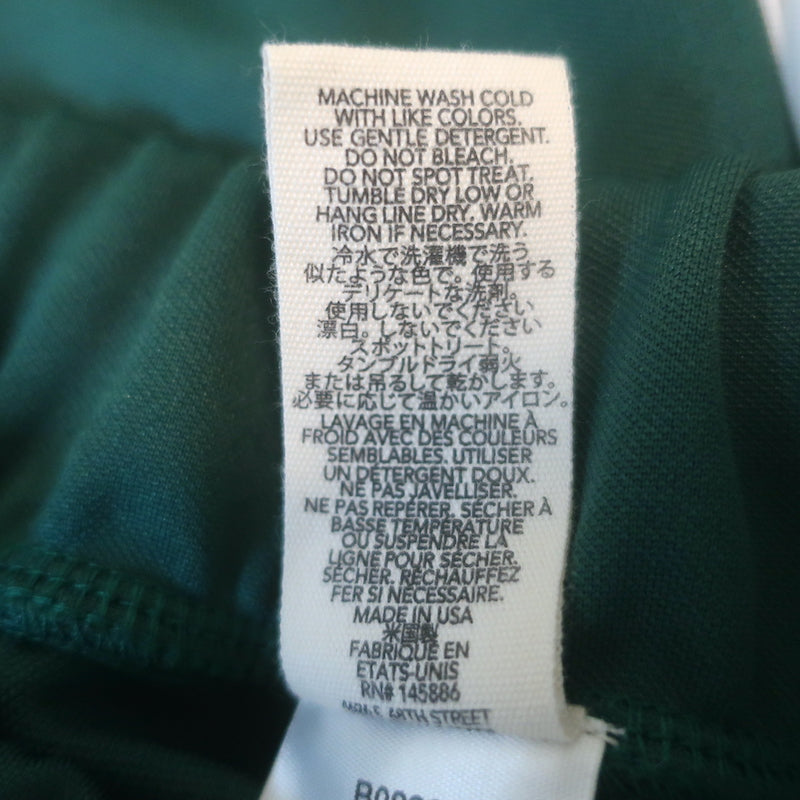 MACHINE WASH COLD
WITH LIKE COLORS.
USE GENTLE DETERGENT.
DO NOT BLEACH.
DO NOT SPOT TREAT.
TUMBLE DRY LOW OR
HANG LINE DRY. WARM
IRON IF NECESSARY.
冷水で洗濯機で洗う
似たような色で。使用する
デリケートな洗剤。
使用しないでください
漂白。しないでください
スポットトリート。
タンブルドライ弱火
または吊るして乾かします。
必要に応じて温かいアイロン。
LAVAGE EN MACHINE À
FROID AVEC DES COULEURS
SEMBLABLES. UTILISER
UN DÉTERGENT DOUX.
NE PAS JAVELLISER.
NE PAS REPÉRER. SÉCHER À
BASSE TEMPÉRATURE
OU SUSPENDRE LA
LIGNE POUR SÉCHER.
SÉCHER. RÉCHAUFFEZ
FER SI NÉCESSAIRE.
MADE IN USA
米国製
FABRIQUÉ EN
ÉTATS-UNIS
RN# 145886
48TH STREET